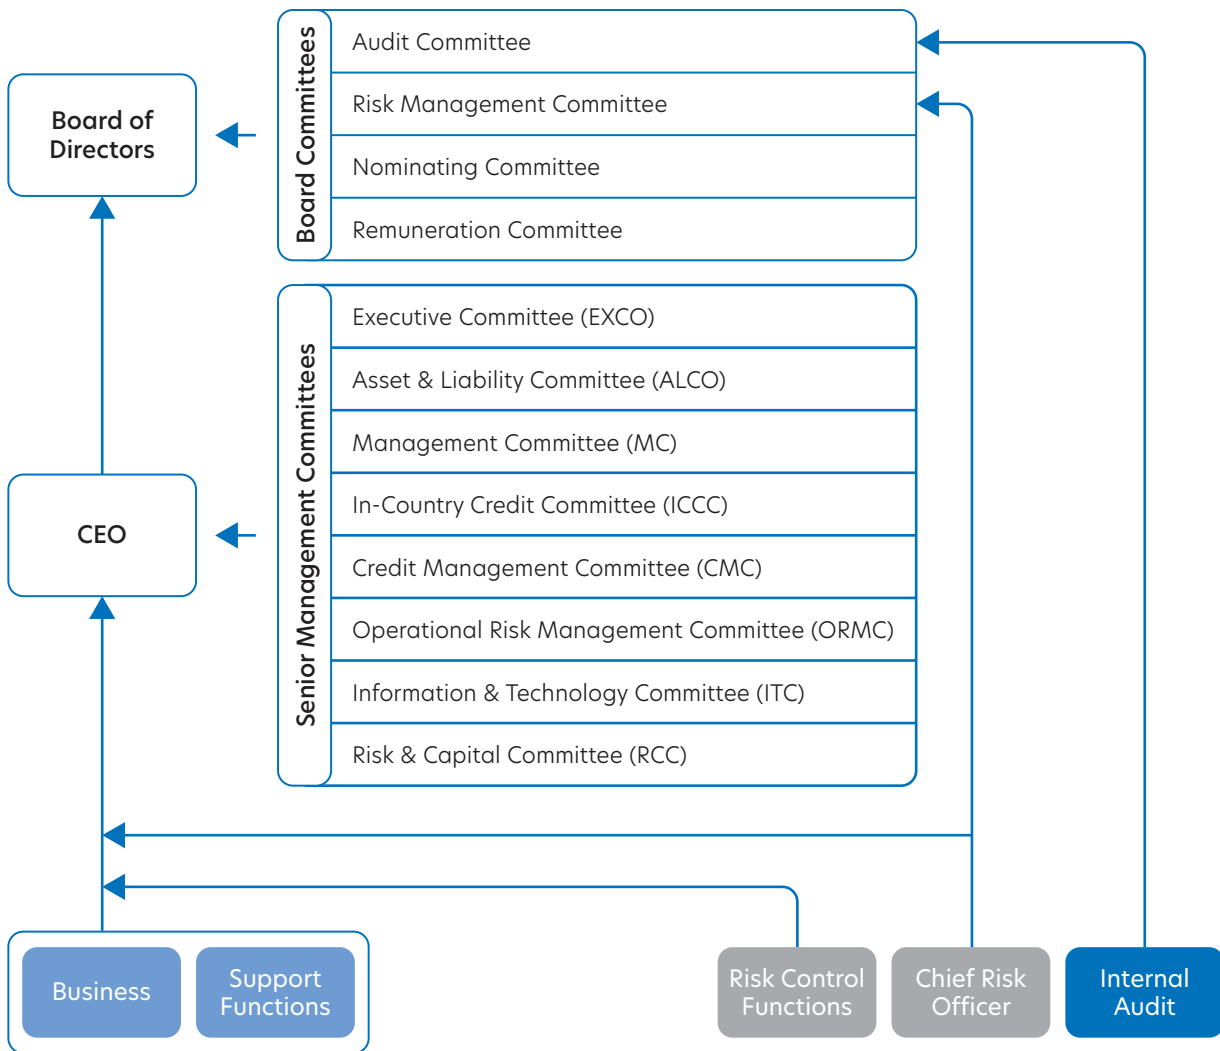 Board of
Directors
Board Committees
Audit Committee
Risk Management Committee
Nominating Committee
Remuneration Committee
CEO
Senior Management Committees
Executive Committee (EXCO)
Asset & Liability Committee (ALCO)
Management Committee (MC)
In-Country Credit Committee (ICCC)
Credit Management Committee (CMC)
Operational Risk Management Committee (ORMC)
Information & Technology Committee (ITC)
Risk & Capital Committee (RCC)
Business
Support
Functions
Risk Control
Functions
Chief Risk
Officer
Internal
Audit